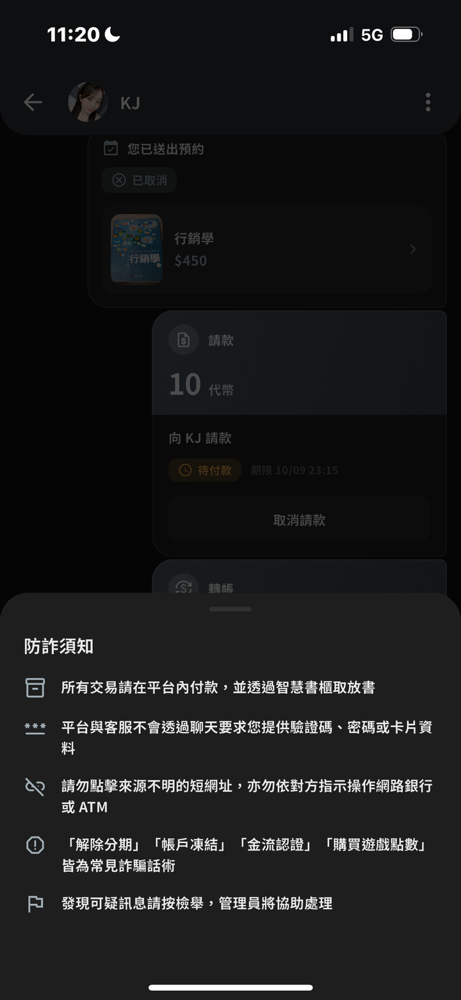 11:20
5G
KJ
您已送出預約
已取消
行銷學
行銷學
$450
請款
10 代幣
向 KJ 請款
待付款 期限 10/09 23:15
取消請款
轉帳
防詐須知
所有交易請在平台內付款，並透過智慧書櫃取放書
平台與客服不會透過聊天要求您提供驗證碼、密碼或卡片資
料
請勿點擊來源不明的短網址，亦勿依對方指示操作網路銀行
或 ATM
「解除分期」「帳戶凍結」「金流認證」「購買遊戲點數」
皆為常見詐騙話術
發現可疑訊息請按檢舉，管理員將協助處理